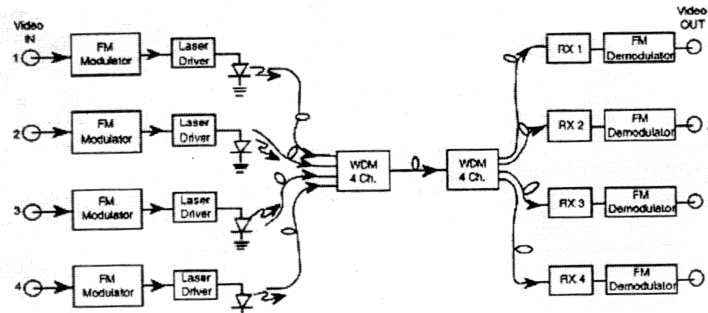 Video
IN
Video
OUT
1
FM
Modulator
Laser
Driver
RX 1
FM
Demodulator
2
FM
Modulator
Laser
Driver
RX 2
FM
Demodulator
WDM
4 Ch.
WDM
4 Ch.
3
FM
Modulator
Laser
Driver
RX 3
FM
Demodulator
4
FM
Modulator
Laser
Driver
RX 4
FM
Demodulator